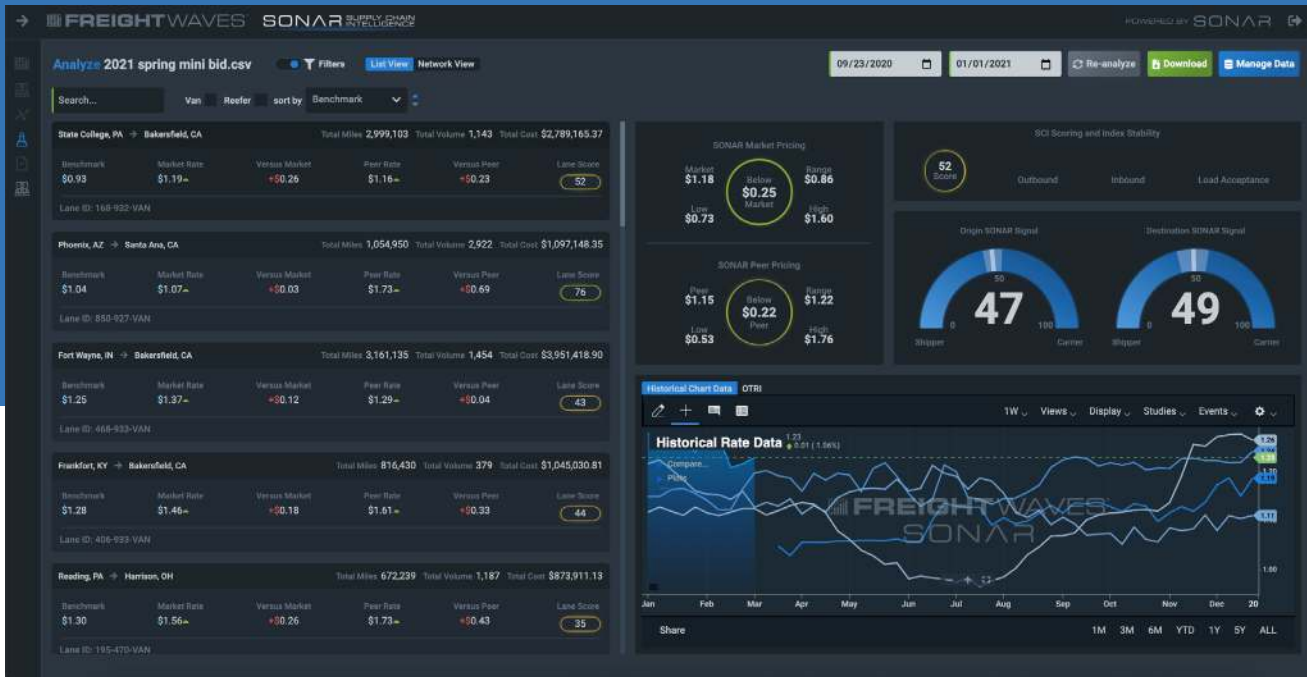 FREIGHTWAVES SONAR SUPPLY CHAIN INTELLIGENCE POWERED BY SONAR
Analyze 2021 spring mini bid.csv Filters List View Network View 09/23/2020 01/01/2021 Re-analyze Download Manage Data
Search... Van Reefer sort by Benchmark
State College, PA → Bakersfield, CA Total Miles 2,999,103 Total Volume 1,143 Total Cost $2,789,165.37
Benchmark Market Rate Versus Market Peer Rate Versus Peer Lane Score
$0.93 $1.19 +$0.26 $1.16 +$0.23 52
Lane ID: 168-932-VAN
Phoenix, AZ → Santa Ana, CA Total Miles 1,054,950 Total Volume 2,922 Total Cost $1,097,148.35
Benchmark Market Rate Versus Market Peer Rate Versus Peer Lane Score
$1.04 $1.07 +$0.03 $1.73 +$0.69 76
Lane ID: 850-927-VAN
Fort Wayne, IN → Bakersfield, CA Total Miles 3,161,135 Total Volume 1,454 Total Cost $3,951,418.90
Benchmark Market Rate Versus Market Peer Rate Versus Peer Lane Score
$1.25 $1.37 +$0.12 $1.29 +$0.04 43
Lane ID: 468-933-VAN
Frankfort, KY → Bakersfield, CA Total Miles 816,430 Total Volume 379 Total Cost $1,045,030.81
Benchmark Market Rate Versus Market Peer Rate Versus Peer Lane Score
$1.28 $1.46 +$0.18 $1.61 +$0.33 44
Lane ID: 406-933-VAN
Reading, PA → Harrison, OH Total Miles 672,239 Total Volume 1,187 Total Cost $873,911.13
Benchmark Market Rate Versus Market Peer Rate Versus Peer Lane Score
$1.30 $1.56 +$0.26 $1.73 +$0.43 35
Lane ID: 195-470-VAN
SONAR Market Pricing
Market Range
$1.18 Below $0.86
$0.25
Low Market High
$0.73 $1.60
SONAR Peer Pricing
Peer Range
$1.15 Below $1.22
$0.22
Low Peer High
$0.53 $1.76
SCI Scoring and Index Stability
52
Score Outbound Inbound Load Acceptance
Origin SONAR Signal Destination SONAR Signal
50 50
47 49
0 100 0 100
Shipper Carrier Shipper Carrier
Historical Chart Data OTRI
1W Views Display Studies Events
Historical Rate Data 1.23
0.01 (1.06%)
Compare...
Plots
FREIGHTWAVES
SONAR
1.26
1.23
1.20
1.19
1.11
1.00
Jan Feb Mar Apr May Jun Jul Aug Sep Oct Nov Dec 20
Share 1M 3M 6M YTD 1Y 5Y ALL